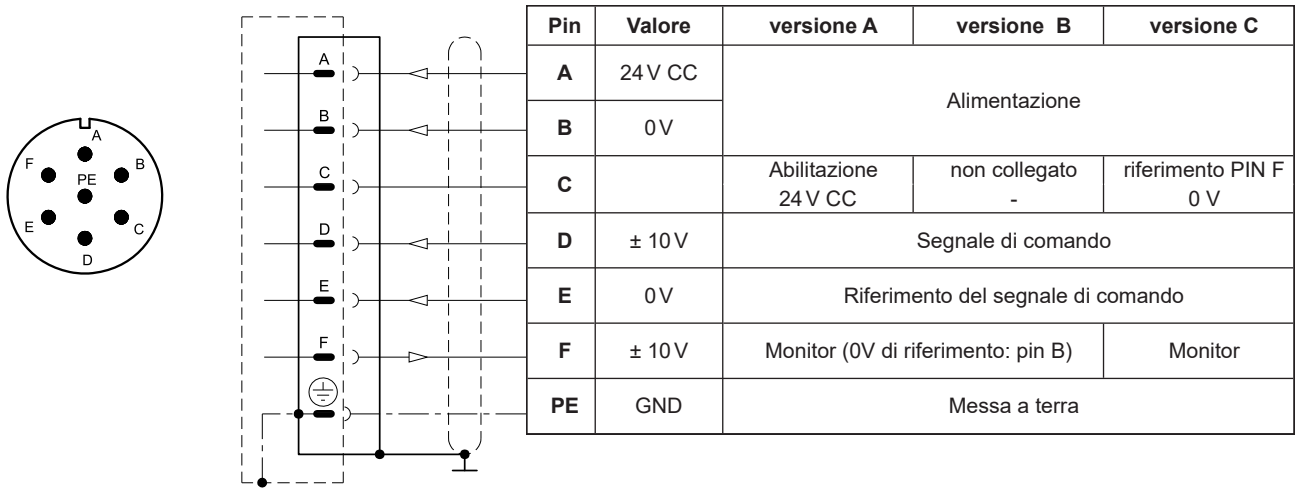 A
F
B
PE
E
C
D
A
B
C
D
E
F
Pin Valore versione A versione B versione C
A 24 V CC Alimentazione
B 0 V
C Abilitazione non collegato riferimento PIN F
24 V CC - 0 V
D ± 10 V Segnale di comando
E 0 V Riferimento del segnale di comando
F ± 10 V Monitor (0V di riferimento: pin B) Monitor
PE GND Messa a terra